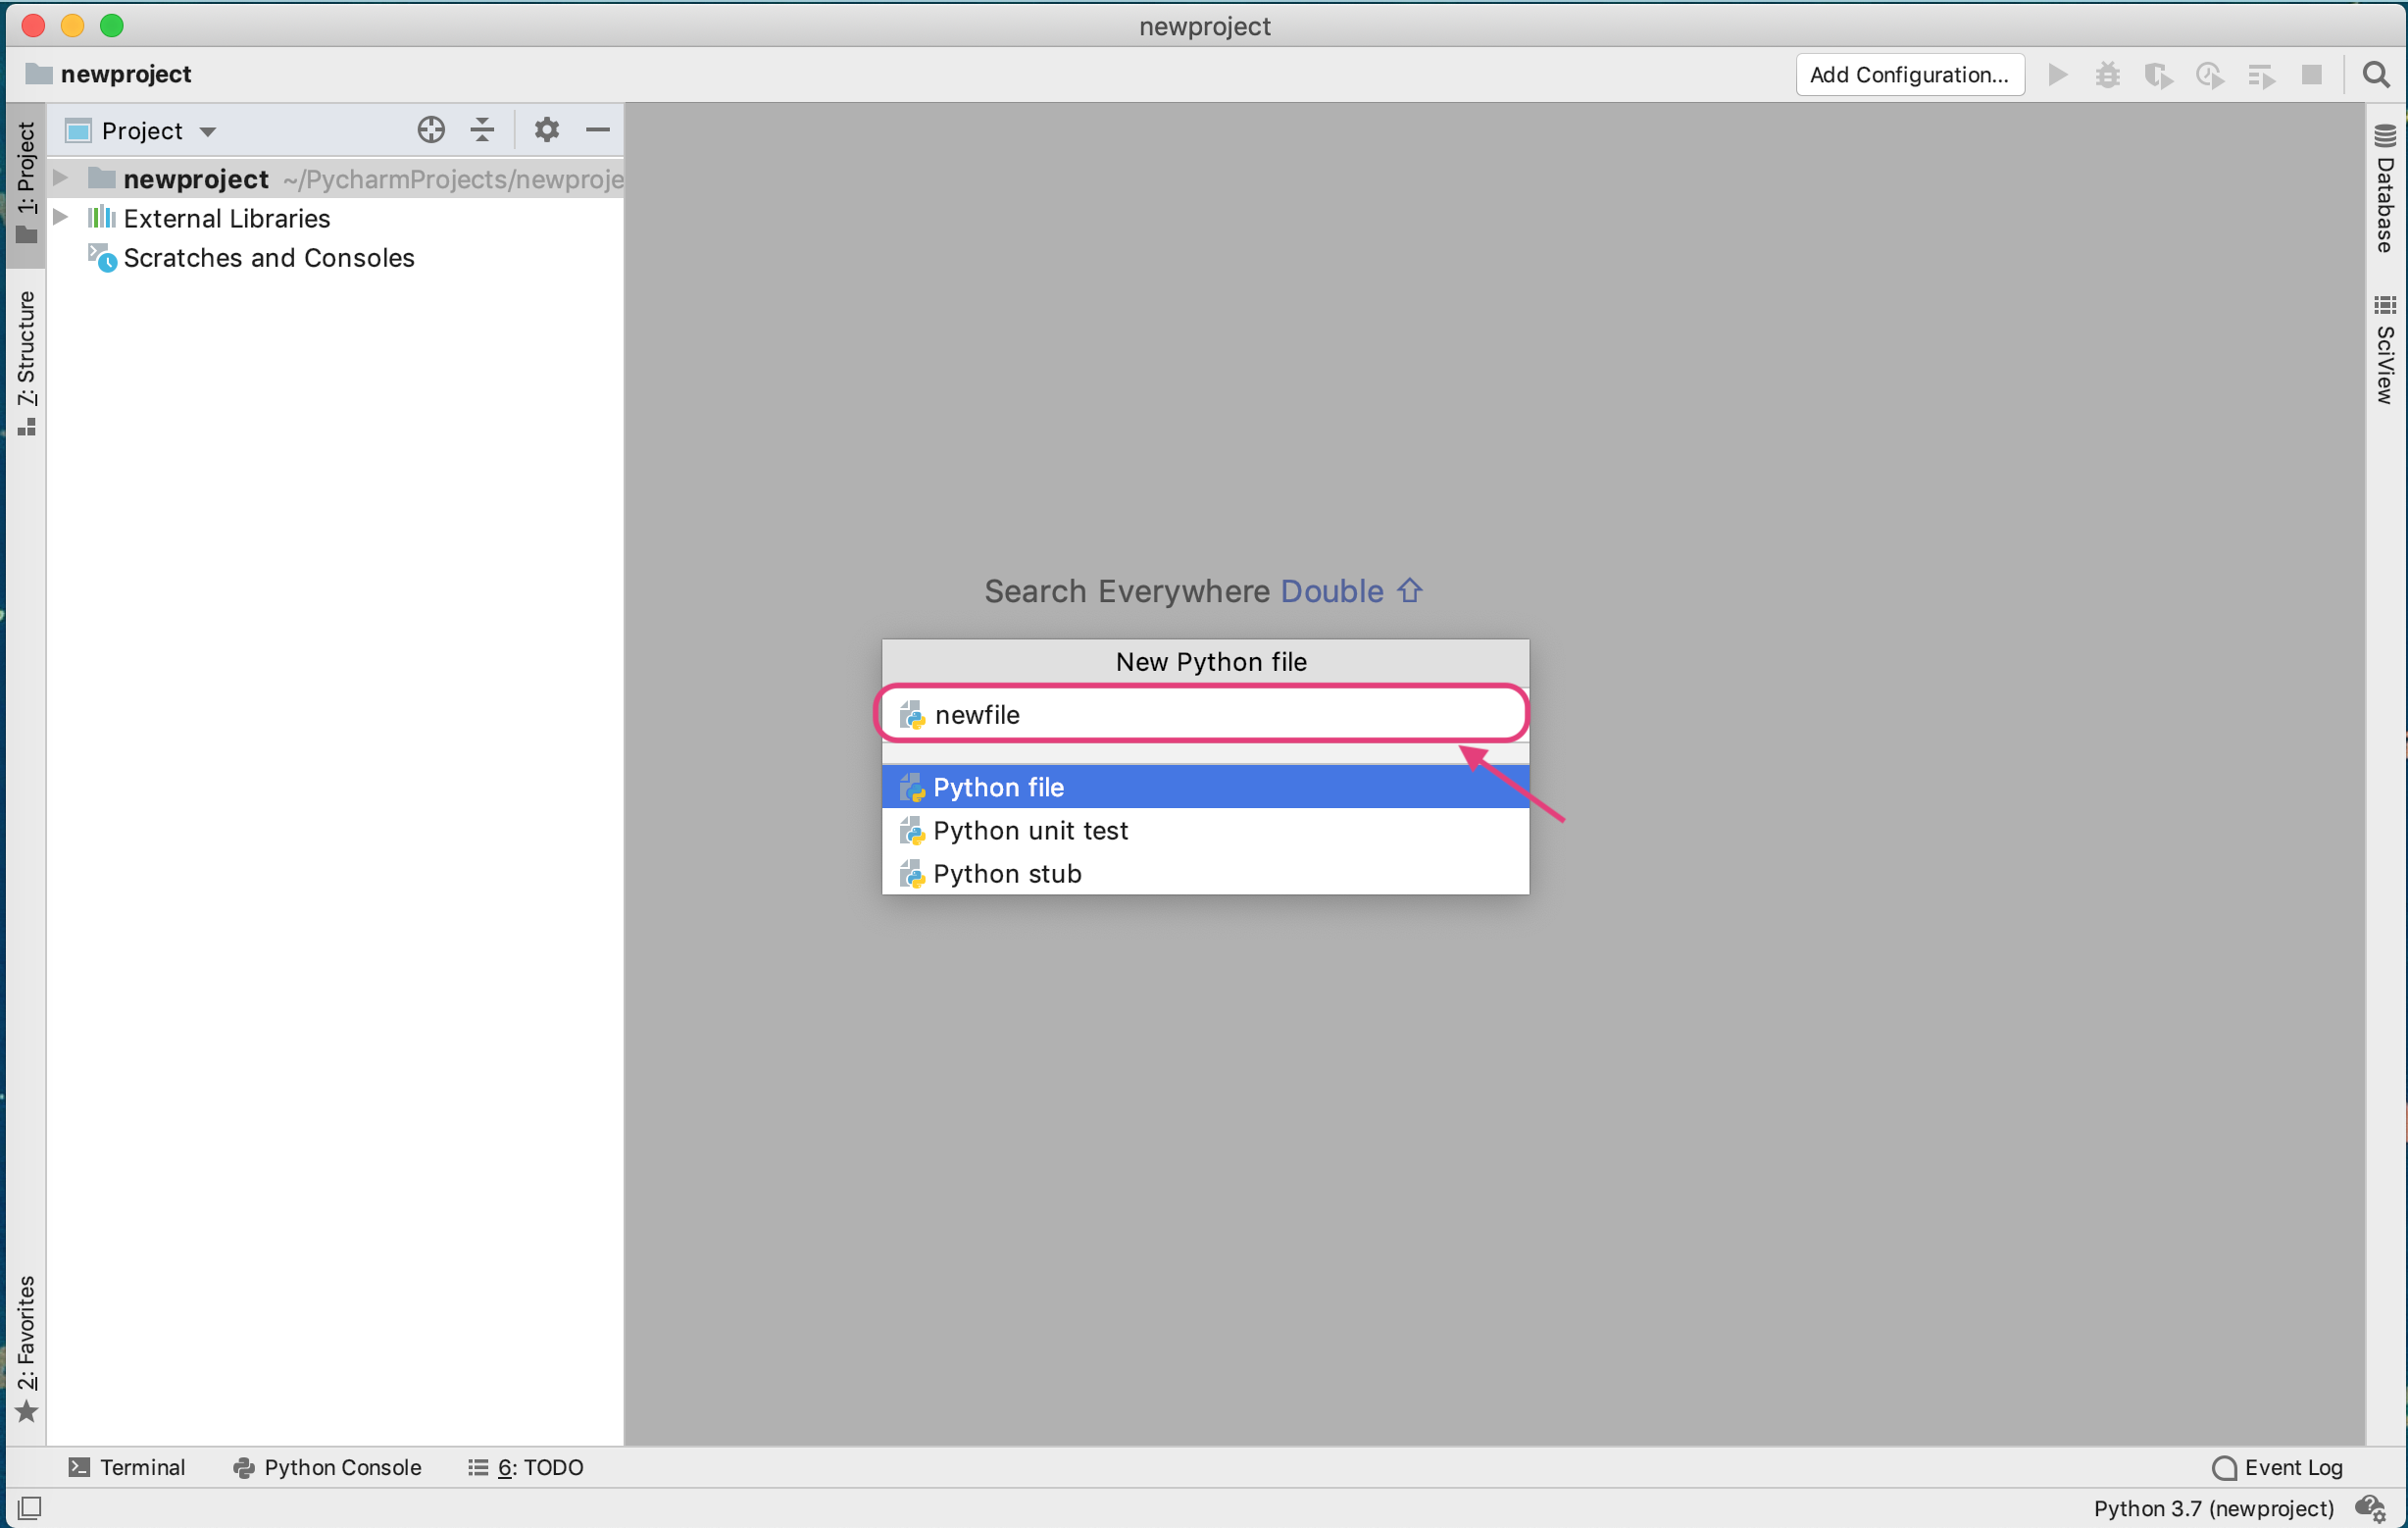 newproject
newproject
Add Configuration...
1: Project
Project
newproject ~/PycharmProjects/newproje
External Libraries
Scratches and Consoles
7: Structure
Database
SciView
Search Everywhere Double ⇧
New Python file
newfile
Python file
Python unit test
Python stub
2: Favorites
Terminal
Python Console
6: TODO
Event Log
Python 3.7 (newproject)